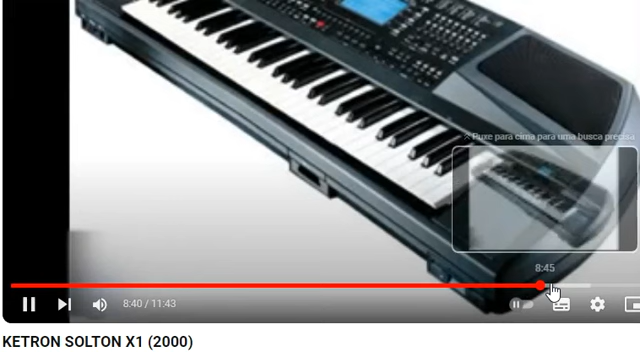 Puxe para cima para uma busca precisa
8:45
8:40 / 11:43
KETRON SOLTON X1 (2000)